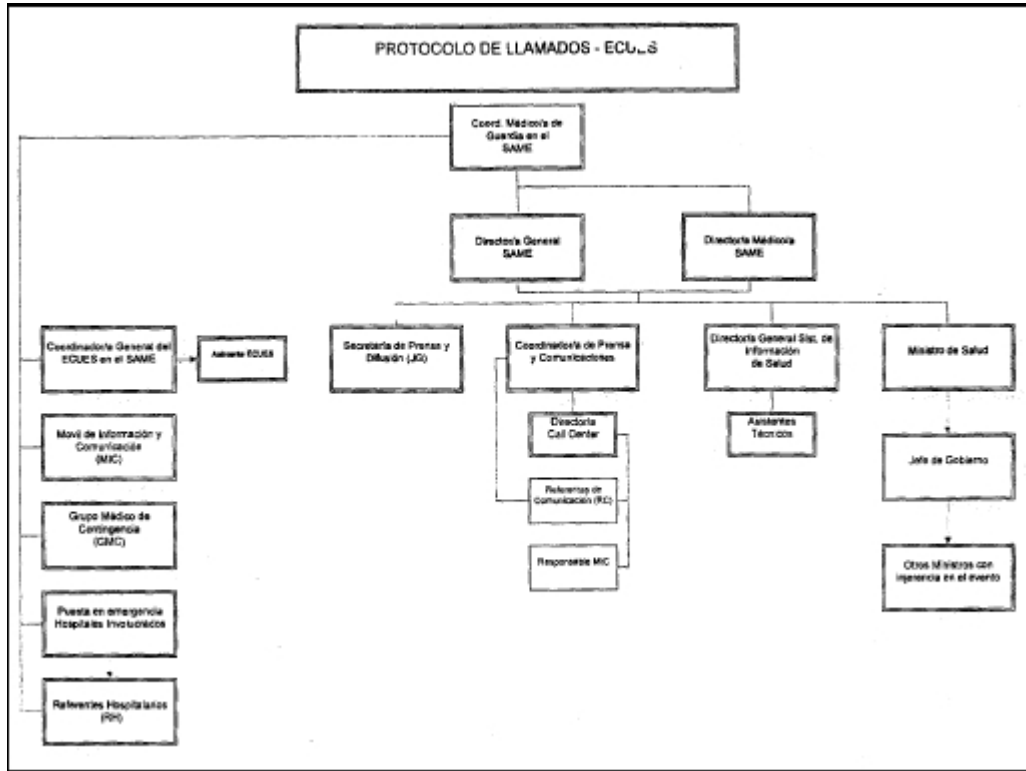 PROTOCOLO DE LLAMADOS - ECUES
Coord. Médico/a de
Guardia en el
SAME
Director/a General
SAME
Director/a Médico/a
SAME
Coordinador/a General del
ECUES en el SAME
Asistente ECUES
Secretaría de Prensa y
Difusión (JG)
Coordinador/a de Prensa
y Comunicaciones
Director/a General Sist. de
Información
de Salud
Ministro de Salud
Director/a
Call Center
Asistentes
Técnicos
Movil de Información y
Comunicación
(MIC)
Jefe de Gobierno
Referentes de
Comunicación (RC)
Grupo Médico de
Contingencia
(GMC)
Responsable MIC
Otros Ministros con
injerencia en el evento
Puesta en emergencia
Hospitales Involucrados
Referentes Hospitalarios
(RH)